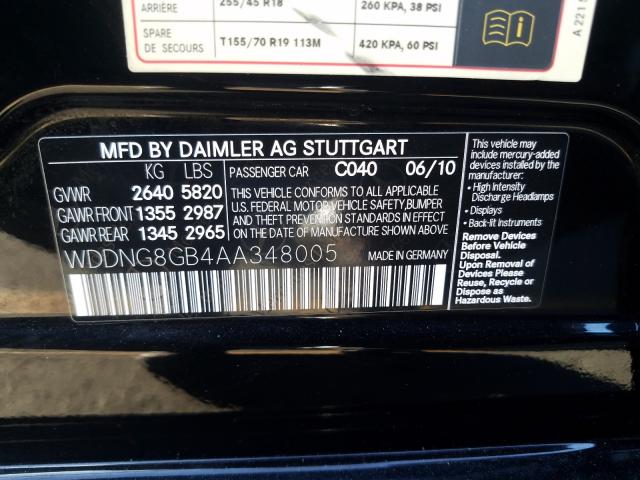 ARRIÈRE 255/45 R18 260 KPA, 38 PSI
SPARE
DE SECOURS T155/70 R19 113M 420 KPA, 60 PSI
A 221 5
MFD BY DAIMLER AG STUTTGART
KG LBS
GVWR 2640 5820
GAWR FRONT 1355 2987
GAWR REAR 1345 2965
PASSENGER CAR C040 06/10
THIS VEHICLE CONFORMS TO ALL APPLICABLE
U.S. FEDERAL MOTOR VEHICLE SAFETY,BUMPER
AND THEFT PREVENTION STANDARDS IN EFFECT
ON THE DATE OF MANUFACTURE SHOWN ABOVE.
WDDNG8GB4AA348005
MADE IN GERMANY
This vehicle may
include mercury-added
devices installed by the
manufacturer:
• High Intensity
Discharge Headlamps
• Displays
• Back-lit Instruments
Remove Devices
Before Vehicle
Disposal.
Upon Removal of
Devices Please
Reuse, Recycle or
Dispose as
Hazardous Waste.